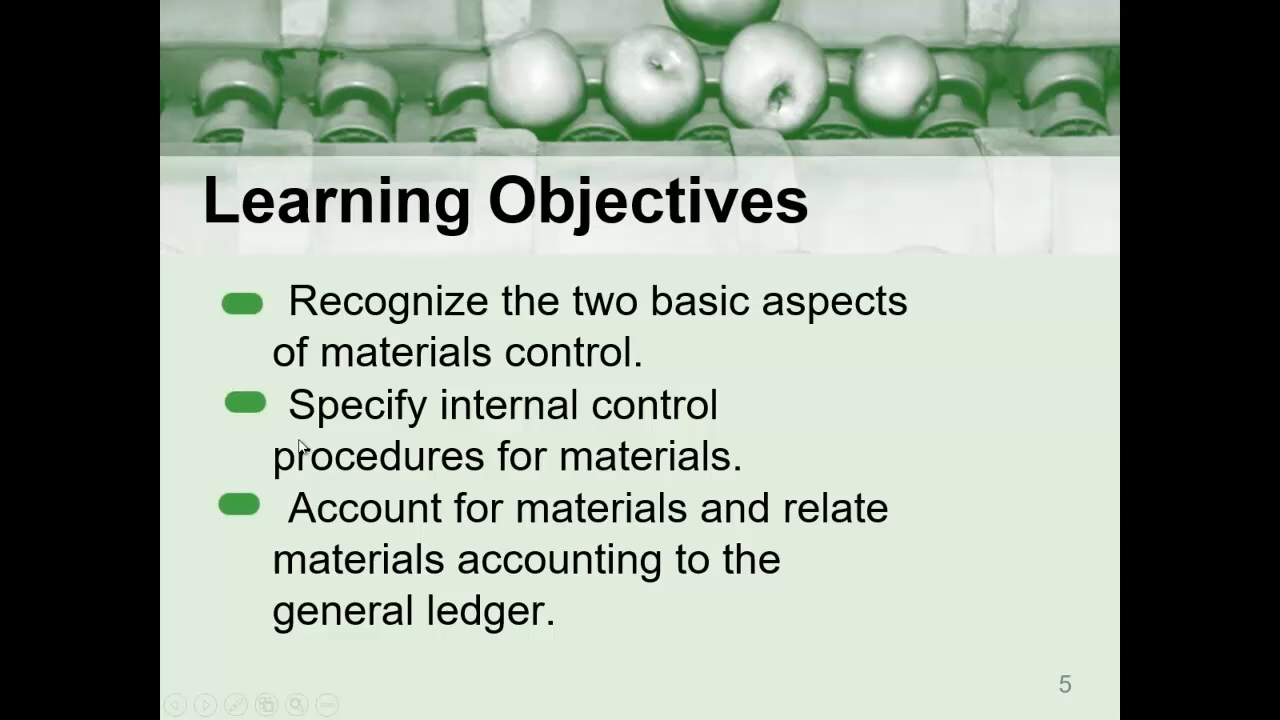 Learning Objectives
Recognize the two basic aspects
of materials control.
Specify internal control
procedures for materials.
Account for materials and relate
materials accounting to the
general ledger.
5